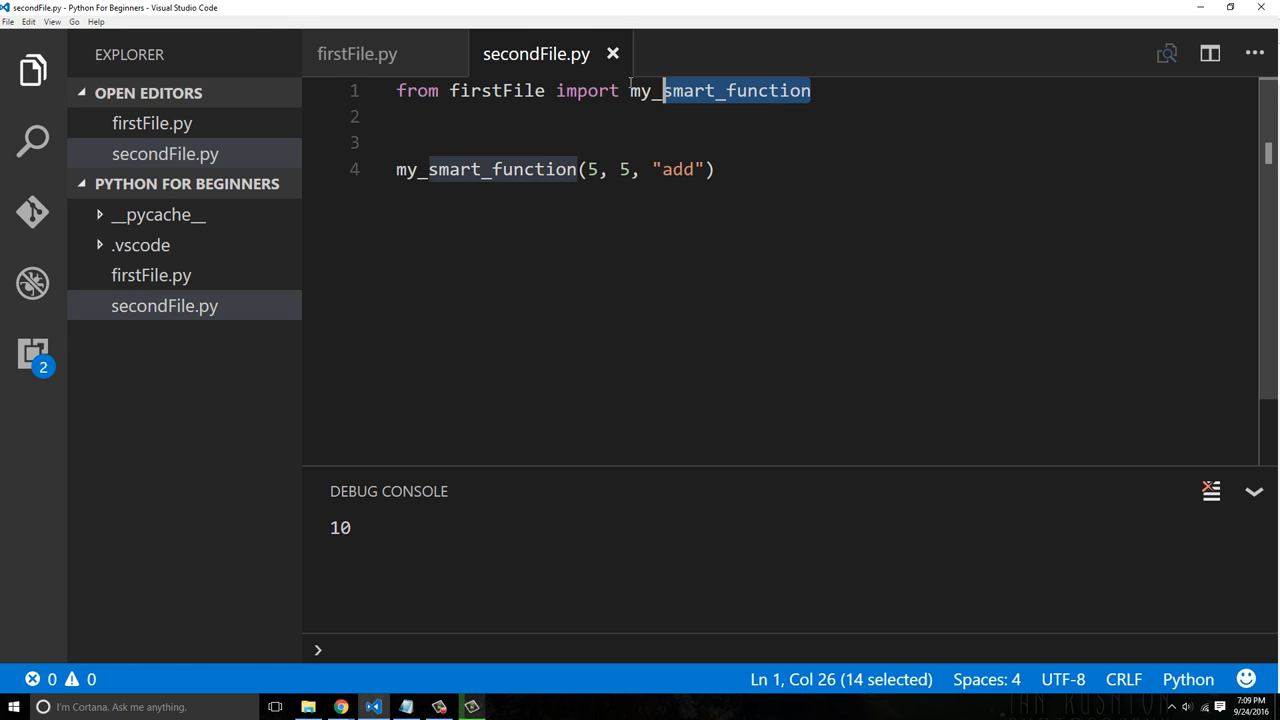 secondFile.py - Python For Beginners - Visual Studio Code
File Edit View Go Help
EXPLORER
OPEN EDITORS
firstFile.py
secondFile.py
PYTHON FOR BEGINNERS
__pycache__
.vscode
firstFile.py
secondFile.py
2
firstFile.py secondFile.py
1 from firstFile import my_smart_function
2
3
4 my_smart_function(5, 5, "add")
DEBUG CONSOLE
10
0 0 Ln 1, Col 26 (14 selected) Spaces: 4 UTF-8 CRLF Python
I'm Cortana. Ask me anything.
7:09 PM
9/24/2016
IAN RUSHTON